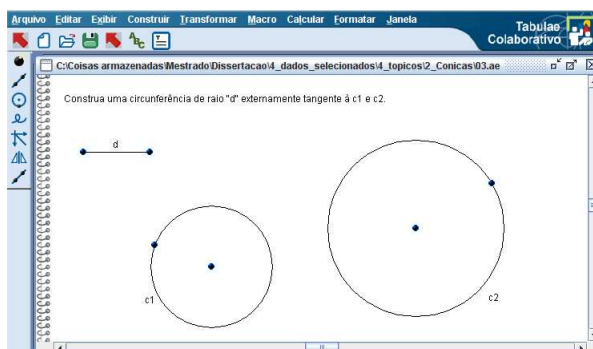 Arquivo Editar Exibir Construir Transformar Macro Calcular Formatar Janela
Tabulae
Colaborativo
ABc
C:\Coisas armazenadas\Mestrado\Dissertacao\4_dados_selecionados\4_topicos\2_Conicas\03.ae
Construa uma circunferência de raio "d" externamente tangente à c1 e c2.
d
c1
c2